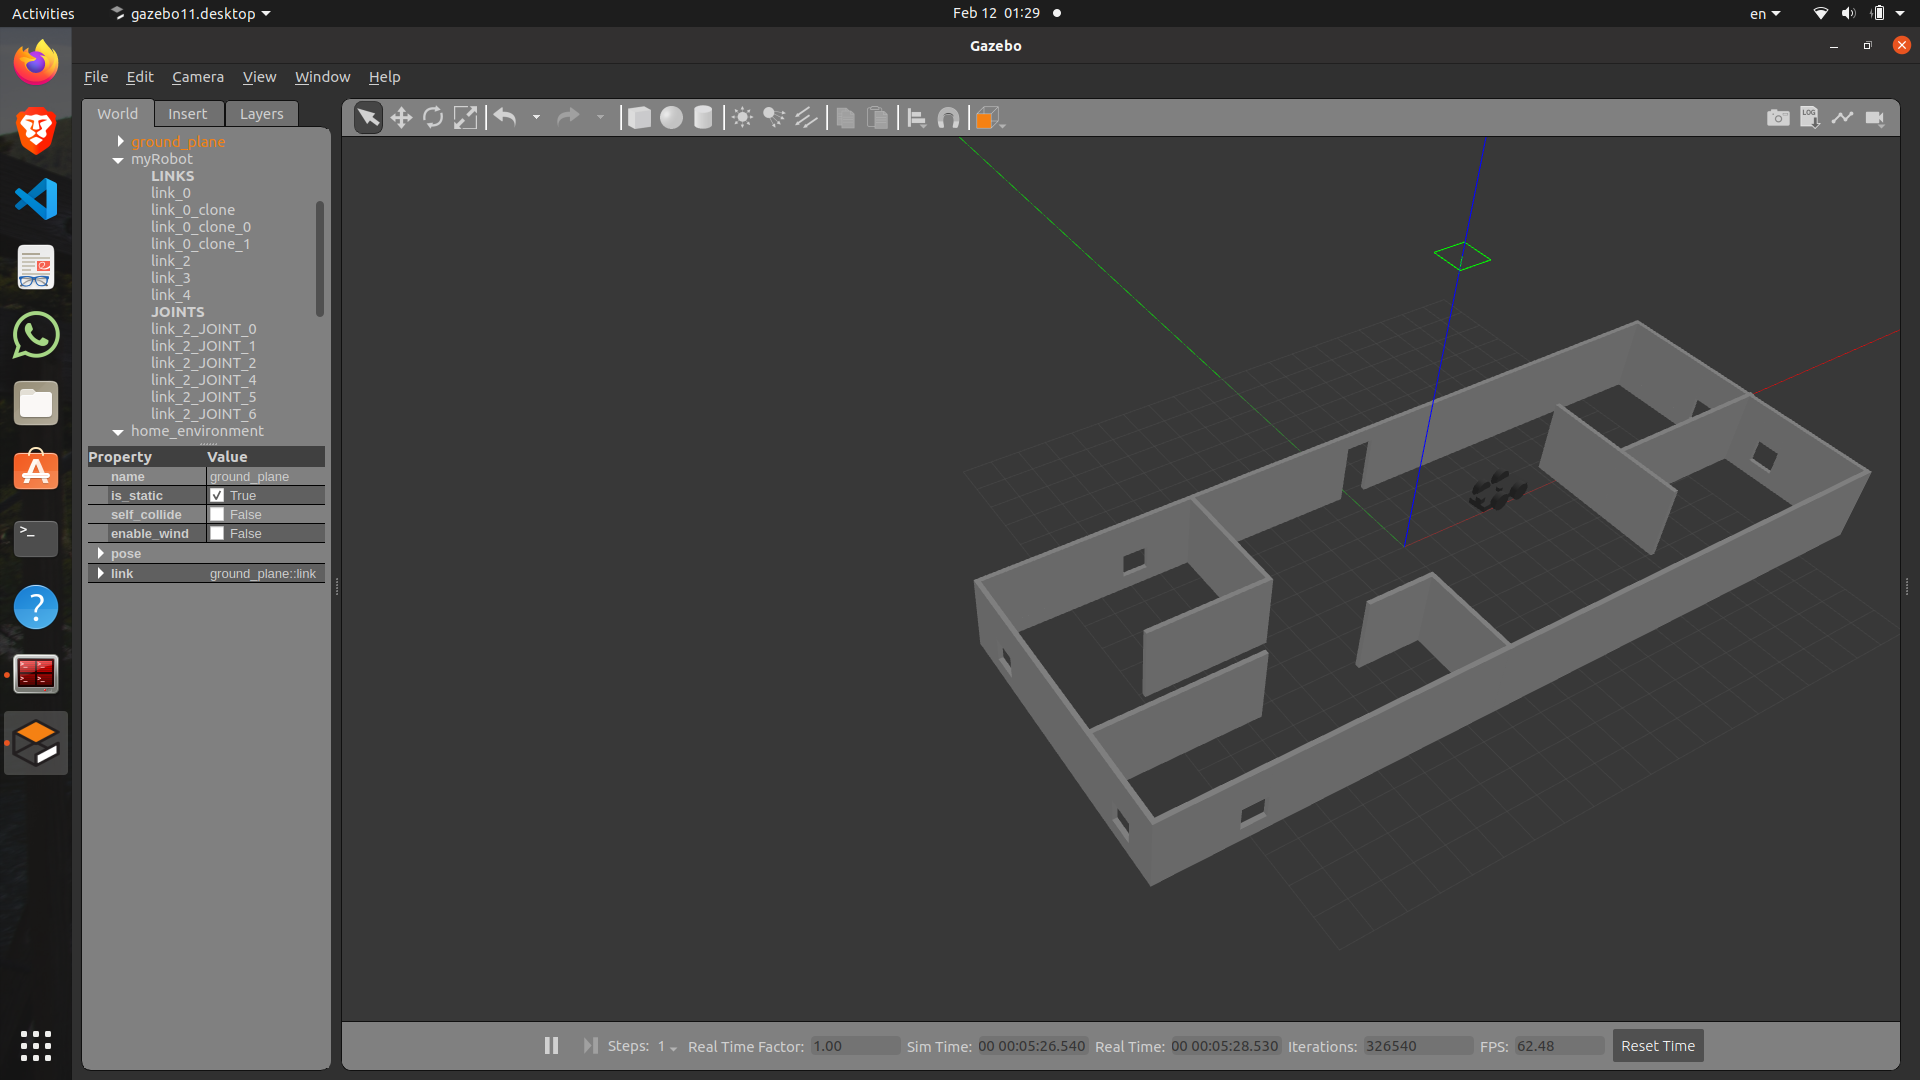 Activities gazebo11.desktop Feb 12 01:29 en
Gazebo
File Edit Camera View Window Help
World Insert Layers
LOG
ground_plane
myRobot
LINKS
link_0
link_0_clone
link_0_clone_0
link_0_clone_1
link_2
link_3
link_4
JOINTS
link_2_JOINT_0
link_2_JOINT_1
link_2_JOINT_2
link_2_JOINT_4
link_2_JOINT_5
link_2_JOINT_6
home_environment
Property Value
name ground_plane
is_static True
self_collide False
enable_wind False
pose
link ground_plane::link
Steps: 1 Real Time Factor: 1.00 Sim Time: 00 00:05:26.540 Real Time: 00 00:05:28.530 Iterations: 326540 FPS: 62.48 Reset Time